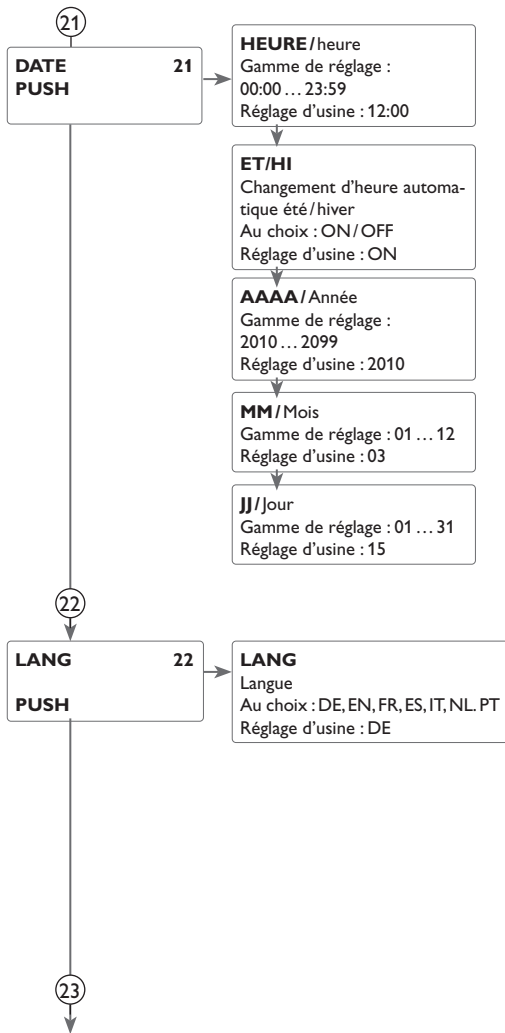 21
DATE 21
PUSH
HEURE/heure
Gamme de réglage :
00:00 … 23:59
Réglage d'usine : 12:00
ET/HI
Changement d'heure automa-
tique été/hiver
Au choix : ON/OFF
Réglage d'usine : ON
AAAA/Année
Gamme de réglage :
2010 … 2099
Réglage d'usine : 2010
MM/Mois
Gamme de réglage : 01 … 12
Réglage d'usine : 03
JJ/Jour
Gamme de réglage : 01 … 31
Réglage d'usine : 15
22
LANG 22
PUSH
LANG
Langue
Au choix : DE, EN, FR, ES, IT, NL. PT
Réglage d'usine : DE
23